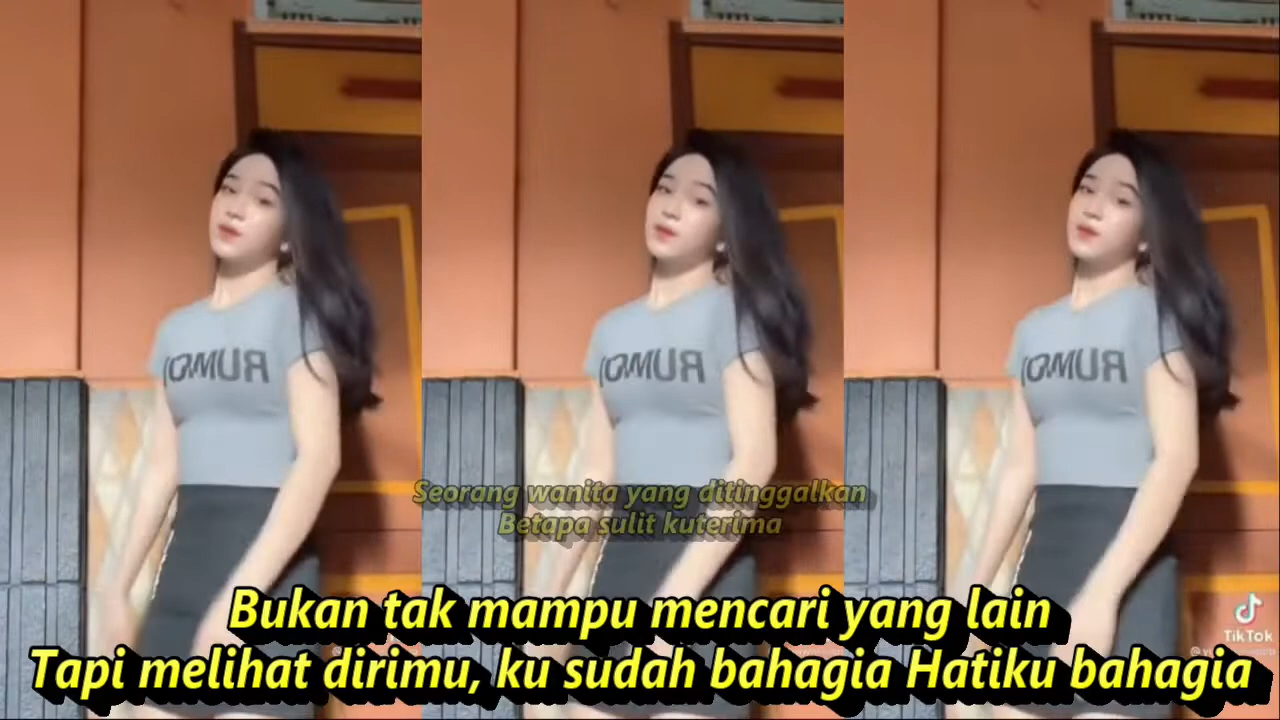 RUMO
RUMO
RUMO
Seorang wanita yang ditinggalkan
Betapa sulit kuterima
Bukan tak mampu mencari yang lain
Tapi melihat dirimu, ku sudah bahagia Hatiku bahagia
TikTok